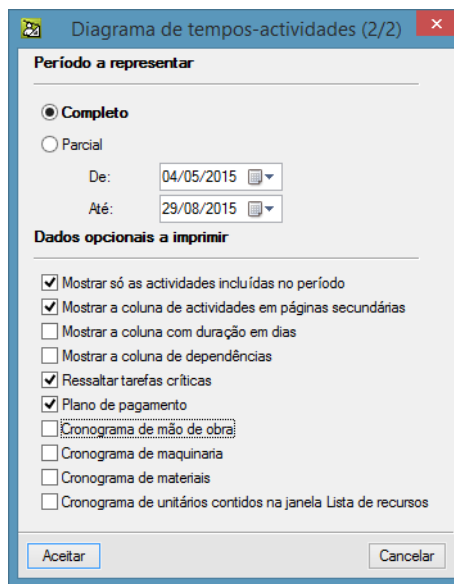 Diagrama de tempos-actividades (2/2)
Período a representar
Completo
Parcial
De: 04/05/2015
Até: 29/08/2015
Dados opcionais a imprimir
Mostrar só as actividades incluídas no período
Mostrar a coluna de actividades em páginas secundárias
Mostrar a coluna com duração em dias
Mostrar a coluna de dependências
Ressaltar tarefas críticas
Plano de pagamento
Cronograma de mão de obra
Cronograma de maquinaria
Cronograma de materiais
Cronograma de unitários contidos na janela Lista de recursos
Aceitar Cancelar